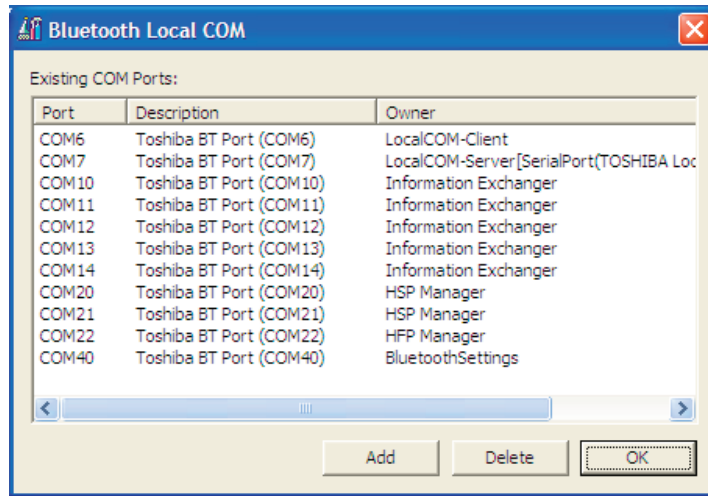 Bluetooth Local COM
Existing COM Ports:
Port Description Owner
COM6 Toshiba BT Port (COM6) LocalCOM-Client
COM7 Toshiba BT Port (COM7) LocalCOM-Server[SerialPort(TOSHIBA Loc
COM10 Toshiba BT Port (COM10) Information Exchanger
COM11 Toshiba BT Port (COM11) Information Exchanger
COM12 Toshiba BT Port (COM12) Information Exchanger
COM13 Toshiba BT Port (COM13) Information Exchanger
COM14 Toshiba BT Port (COM14) Information Exchanger
COM20 Toshiba BT Port (COM20) HSP Manager
COM21 Toshiba BT Port (COM21) HSP Manager
COM22 Toshiba BT Port (COM22) HFP Manager
COM40 Toshiba BT Port (COM40) BluetoothSettings
Add Delete OK